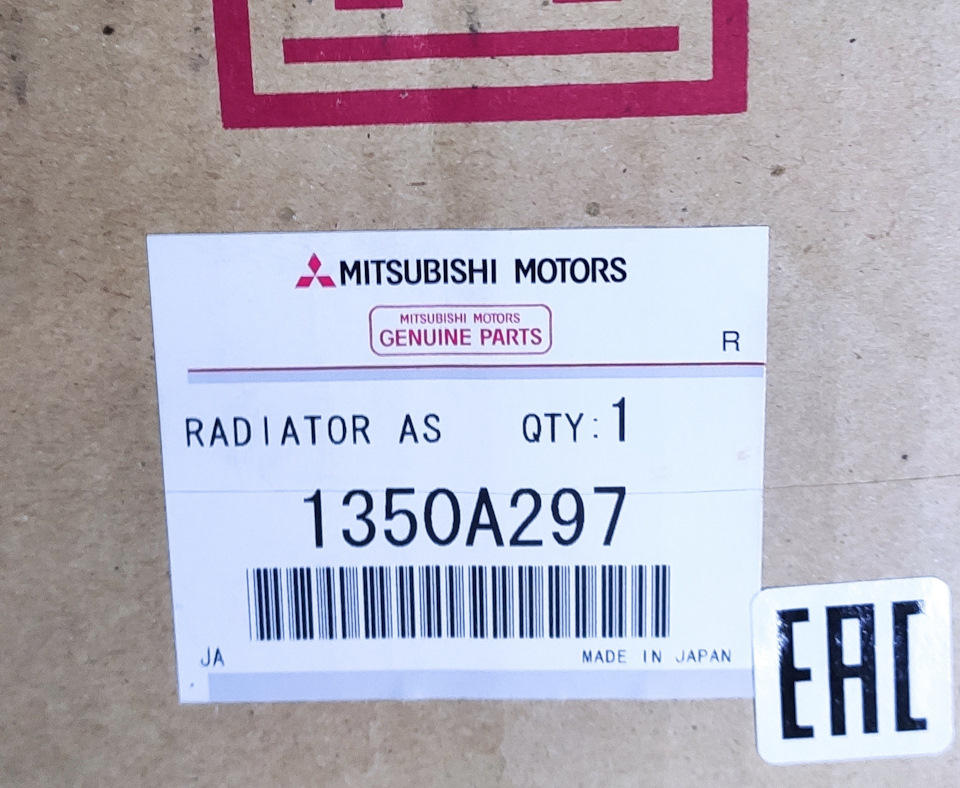 MITSUBISHI MOTORS
MITSUBISHI MOTORS
GENUINE PARTS
R
RADIATOR AS QTY:1
1350A297
JA MADE IN JAPAN
EAC